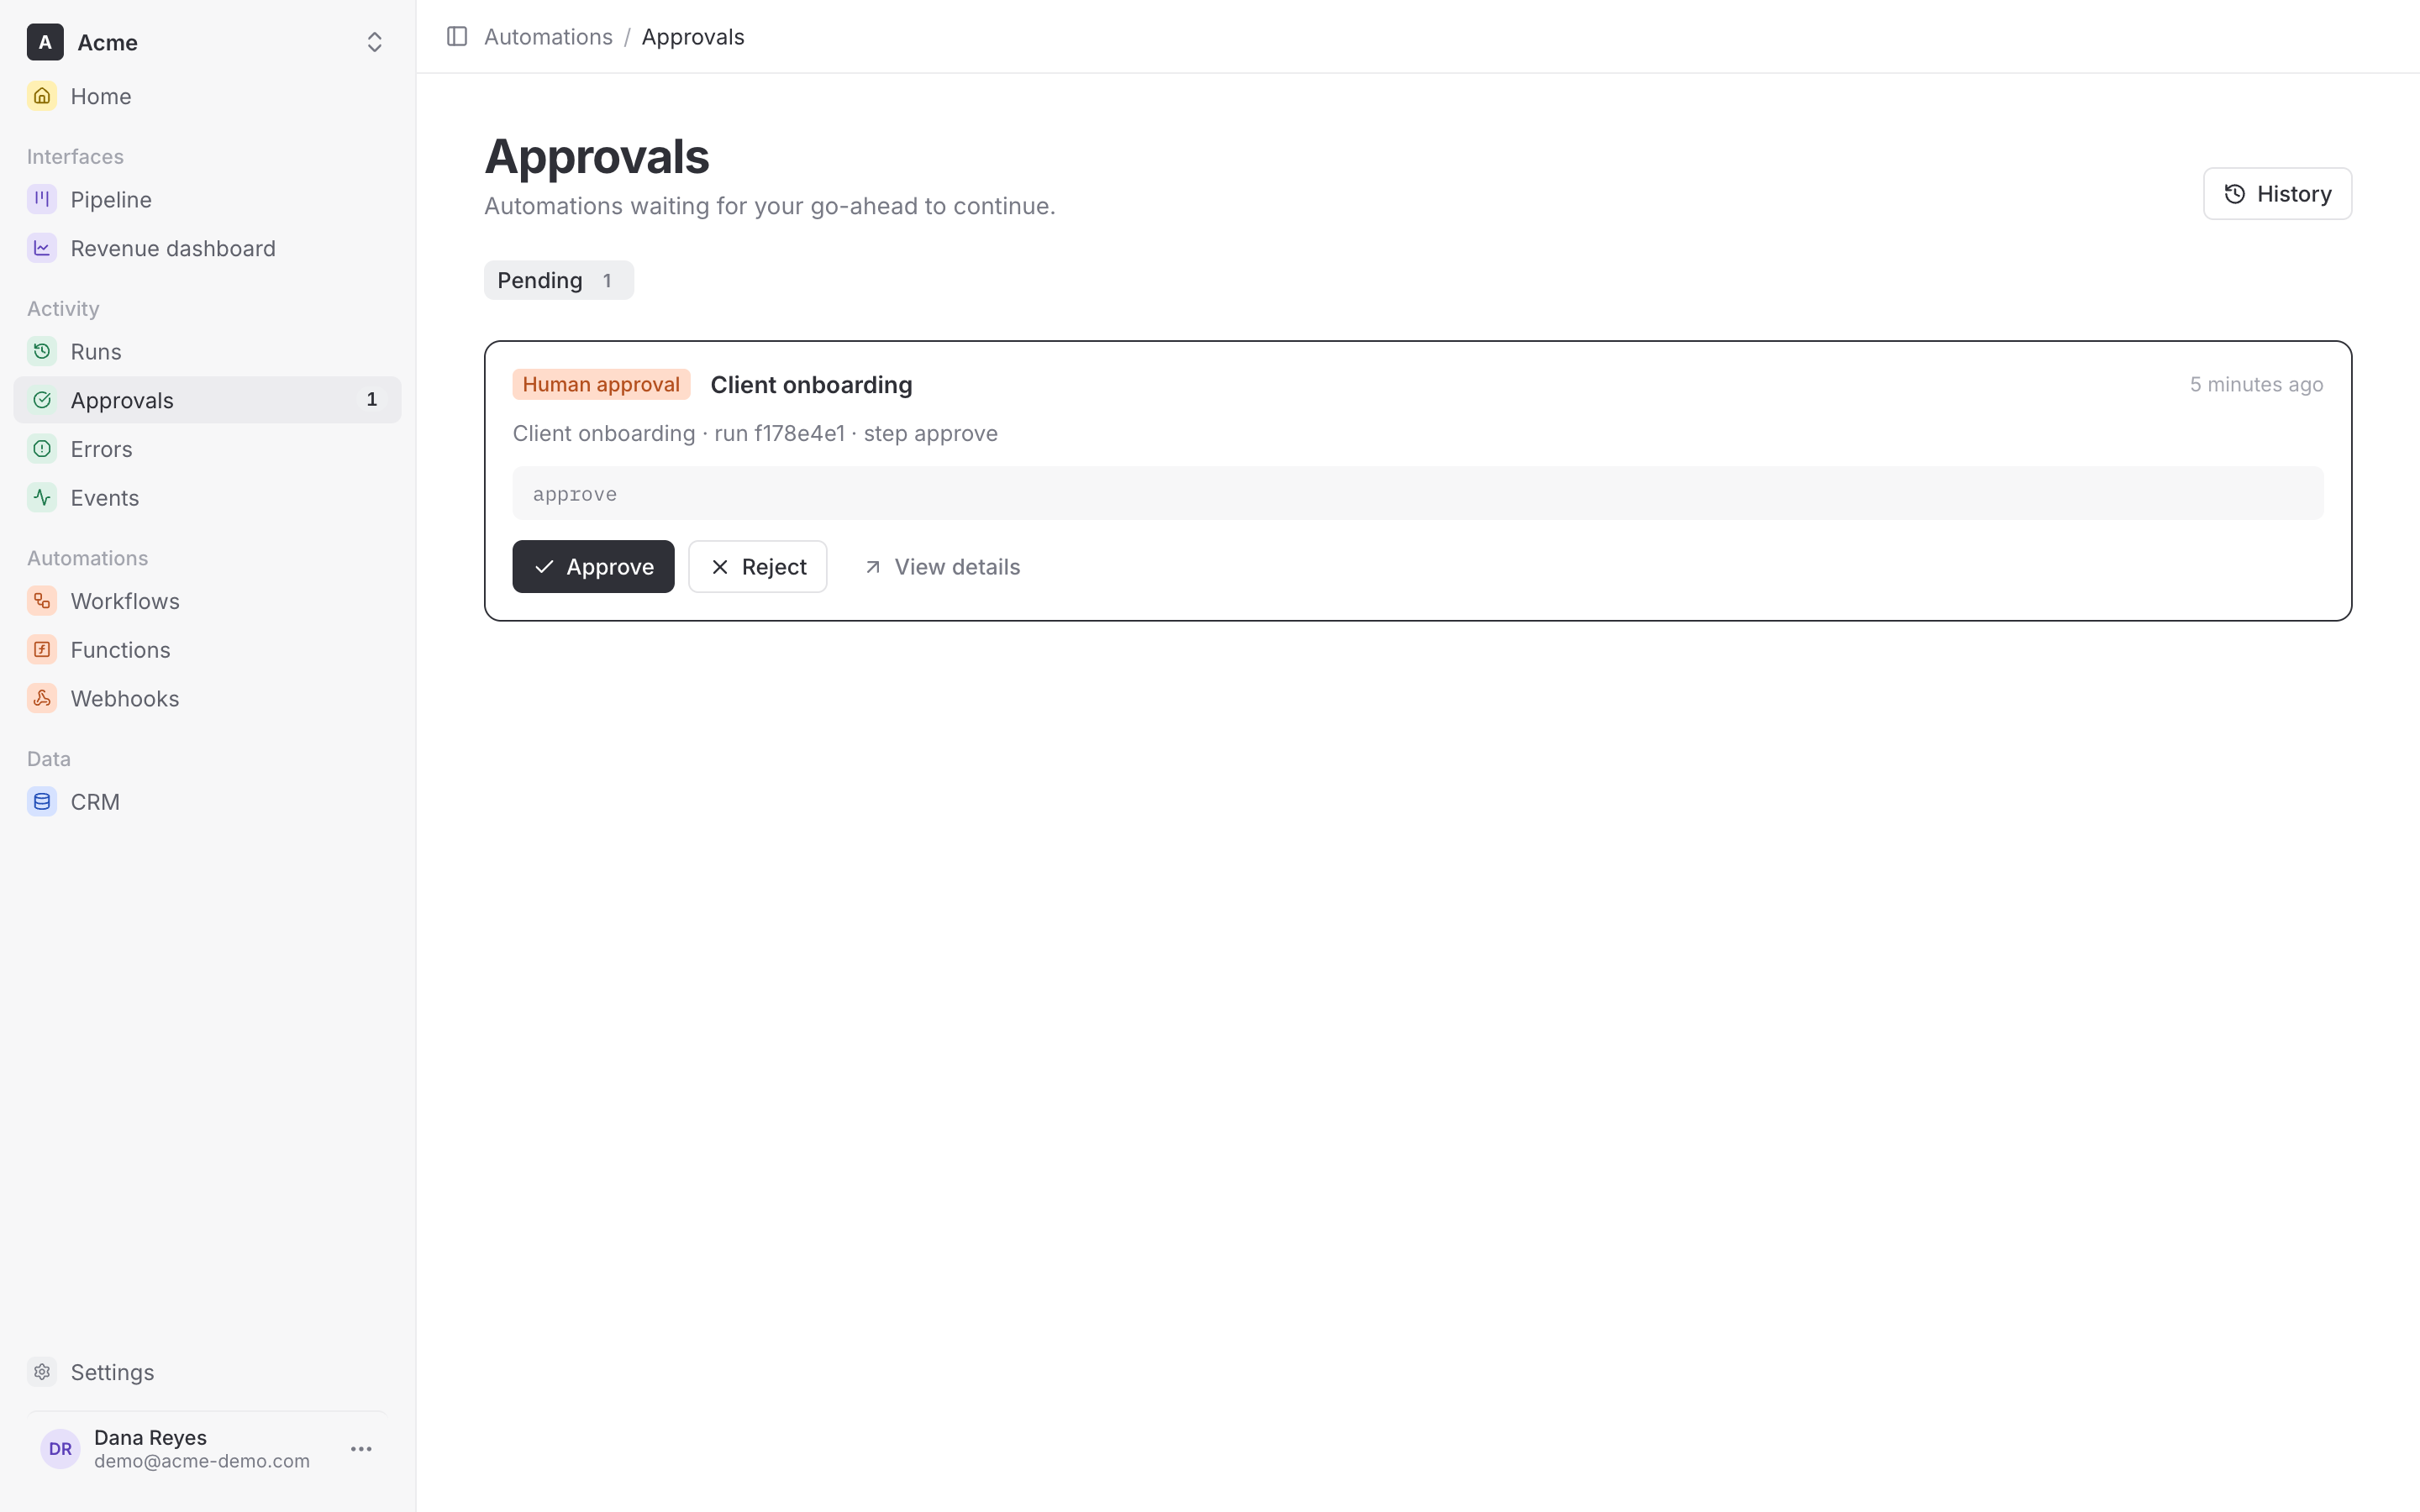 A Acme
Home
Interfaces
Pipeline
Revenue dashboard
Activity
Runs
Approvals 1
Errors
Events
Automations
Workflows
Functions
Webhooks
Data
CRM
Settings
DR Dana Reyes
demo@acme-demo.com
Automations / Approvals
Approvals
Automations waiting for your go-ahead to continue.
History
Pending 1
Human approval Client onboarding 5 minutes ago
Client onboarding · run f178e4e1 · step approve
approve
Approve Reject View details